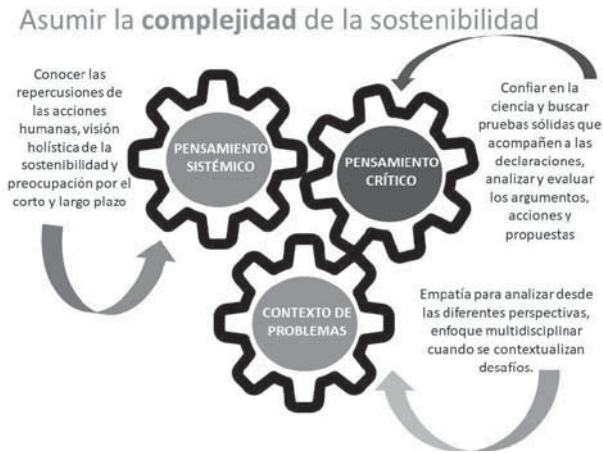 Asumir la complejidad de la sostenibilidad
Conocer las
repercusiones de
las acciones
humanas, visión
holística de la
sostenibilidad y
preocupación por el
corto y largo plazo
PENSAMIENTO
SISTÉMICO
PENSAMIENTO
CRÍTICO
Confiar en la
ciencia y buscar
pruebas sólidas que
acompañen a las
declaraciones,
analizar y evaluar
los argumentos,
acciones y
propuestas
CONTEXTO DE
PROBLEMAS
Empatía para analizar desde
las diferentes perspectivas,
enfoque multidisciplinar
cuando se contextualizan
desafíos.